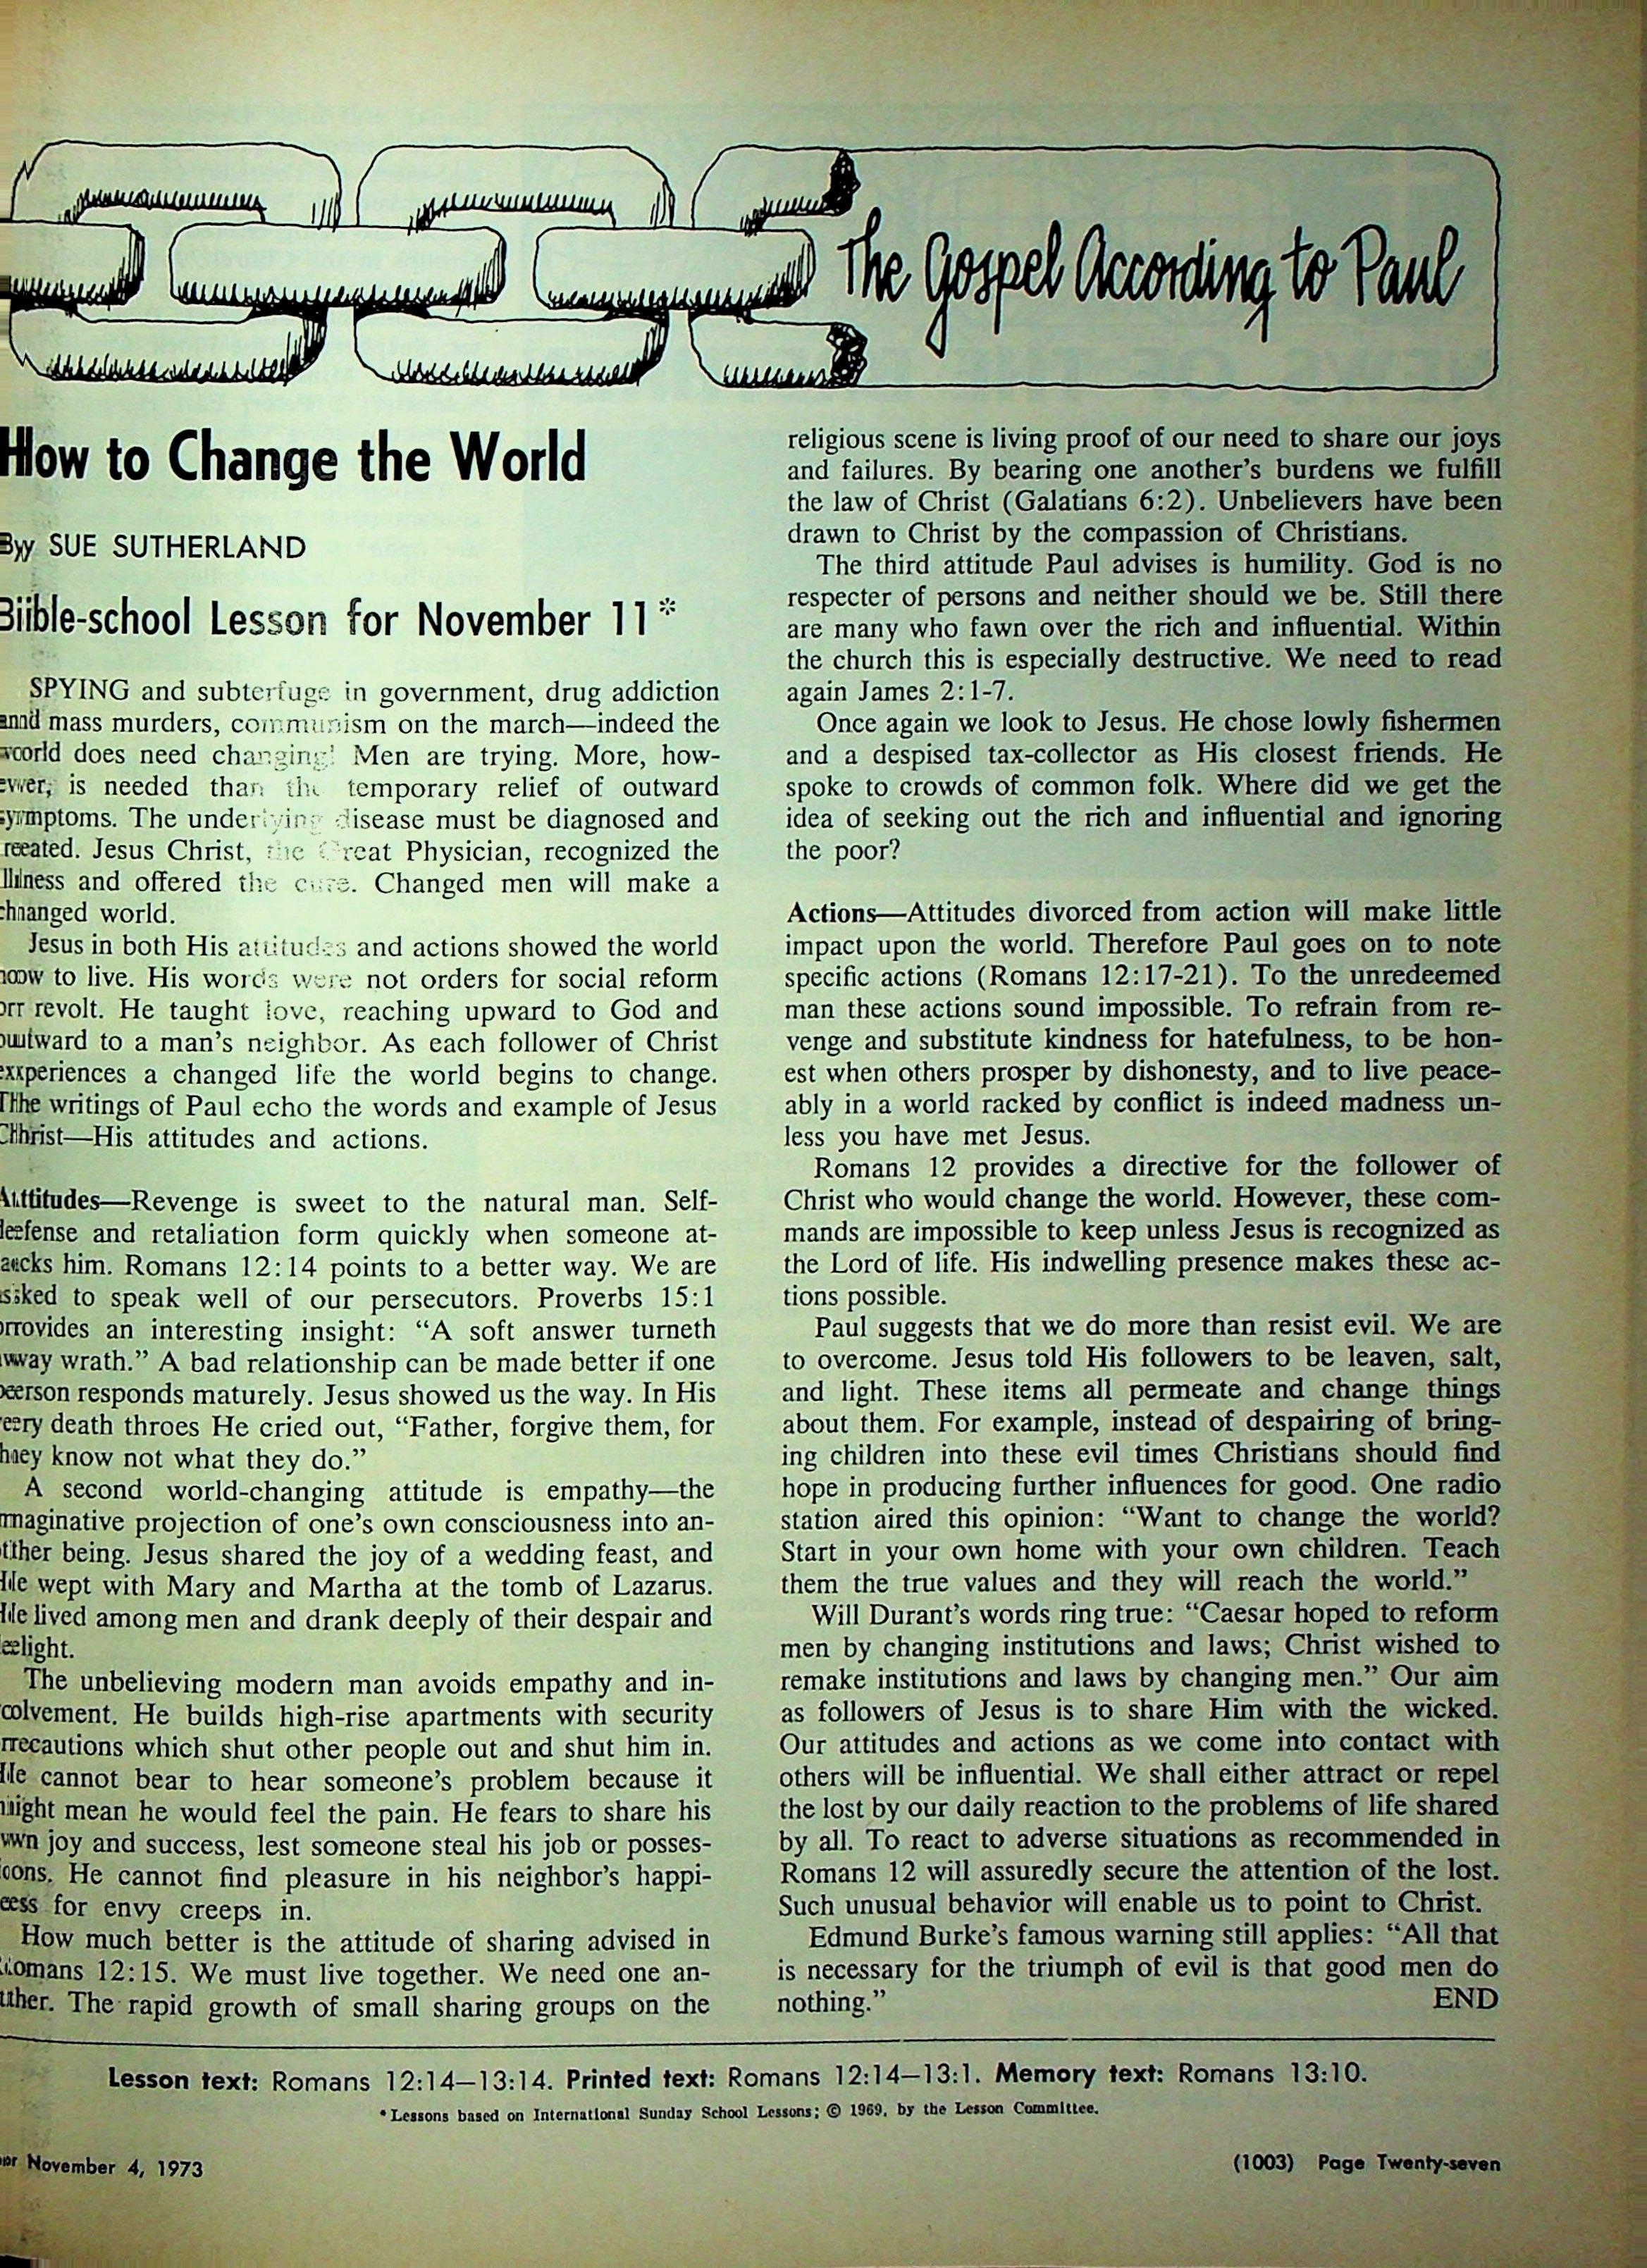 The Gospel According to Paul
How to Change the World
By SUE SUTHERLAND
Bible-school Lesson for November 11*
SPYING and subterfuge in government, drug addiction
and mass murders, communism on the march—indeed the
world does need changing! Men are trying. More, how-
ever, is needed than the temporary relief of outward
symptoms. The underlying disease must be diagnosed and
treated. Jesus Christ, the Great Physician, recognized the
illness and offered the cure. Changed men will make a
changed world.
Jesus in both His attitudes and actions showed the world
how to live. His words were not orders for social reform
or revolt. He taught love, reaching upward to God and
outward to a man's neighbor. As each follower of Christ
experiences a changed life the world begins to change.
The writings of Paul echo the words and example of Jesus
Christ—His attitudes and actions.
Attitudes—Revenge is sweet to the natural man. Self-
defense and retaliation form quickly when someone at-
tacks him. Romans 12:14 points to a better way. We are
asked to speak well of our persecutors. Proverbs 15:1
provides an interesting insight: "A soft answer turneth
away wrath." A bad relationship can be made better if one
person responds maturely. Jesus showed us the way. In His
very death throes He cried out, "Father, forgive them, for
they know not what they do."
A second world-changing attitude is empathy—the
imaginative projection of one's own consciousness into an-
other being. Jesus shared the joy of a wedding feast, and
He wept with Mary and Martha at the tomb of Lazarus.
He lived among men and drank deeply of their despair and
delight.
The unbelieving modern man avoids empathy and in-
volvement. He builds high-rise apartments with security
precautions which shut other people out and shut him in.
He cannot bear to hear someone's problem because it
might mean he would feel the pain. He fears to share his
own joy and success, lest someone steal his job or posses-
sions. He cannot find pleasure in his neighbor's happi-
ness for envy creeps in.
How much better is the attitude of sharing advised in
Romans 12:15. We must live together. We need one an-
other. The rapid growth of small sharing groups on the
religious scene is living proof of our need to share our joys
and failures. By bearing one another's burdens we fulfill
the law of Christ (Galatians 6:2). Unbelievers have been
drawn to Christ by the compassion of Christians.
The third attitude Paul advises is humility. God is no
respecter of persons and neither should we be. Still there
are many who fawn over the rich and influential. Within
the church this is especially destructive. We need to read
again James 2:1-7.
Once again we look to Jesus. He chose lowly fishermen
and a despised tax-collector as His closest friends. He
spoke to crowds of common folk. Where did we get the
idea of seeking out the rich and influential and ignoring
the poor?
Actions—Attitudes divorced from action will make little
impact upon the world. Therefore Paul goes on to note
specific actions (Romans 12:17-21). To the unredeemed
man these actions sound impossible. To refrain from re-
venge and substitute kindness for hatefulness, to be hon-
est when others prosper by dishonesty, and to live peace-
ably in a world racked by conflict is indeed madness un-
less you have met Jesus.
Romans 12 provides a directive for the follower of
Christ who would change the world. However, these com-
mands are impossible to keep unless Jesus is recognized as
the Lord of life. His indwelling presence makes these ac-
tions possible.
Paul suggests that we do more than resist evil. We are
to overcome. Jesus told His followers to be leaven, salt,
and light. These items all permeate and change things
about them. For example, instead of despairing of bring-
ing children into these evil times Christians should find
hope in producing further influences for good. One radio
station aired this opinion: "Want to change the world?
Start in your own home with your own children. Teach
them the true values and they will reach the world."
Will Durant's words ring true: "Caesar hoped to reform
men by changing institutions and laws; Christ wished to
remake institutions and laws by changing men." Our aim
as followers of Jesus is to share Him with the wicked.
Our attitudes and actions as we come into contact with
others will be influential. We shall either attract or repel
the lost by our daily reaction to the problems of life shared
by all. To react to adverse situations as recommended in
Romans 12 will assuredly secure the attention of the lost.
Such unusual behavior will enable us to point to Christ.
Edmund Burke's famous warning still applies: "All that
is necessary for the triumph of evil is that good men do
nothing." END
Lesson text: Romans 12:14—13:14. Printed text: Romans 12:14—13:1. Memory text: Romans 13:10.
*Lessons based on International Sunday School Lessons; © 1969, by the Lesson Committee.
November 4, 1973
(1003) Page Twenty-seven